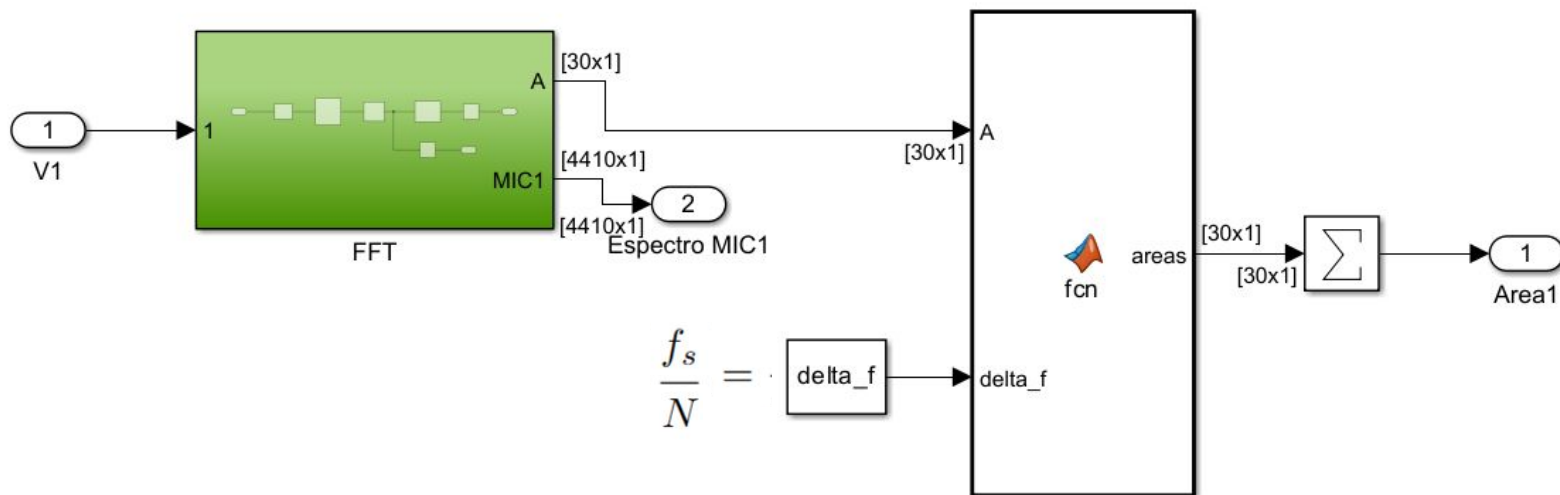 1
V1
1
A
MIC1
FFT
[30x1]
[4410x1]
[4410x1]
2
Espectro MIC1
[30x1]
A
fcn
areas
delta_f
f_s
N
=
delta_f
[30x1]
[30x1]
1
Area1